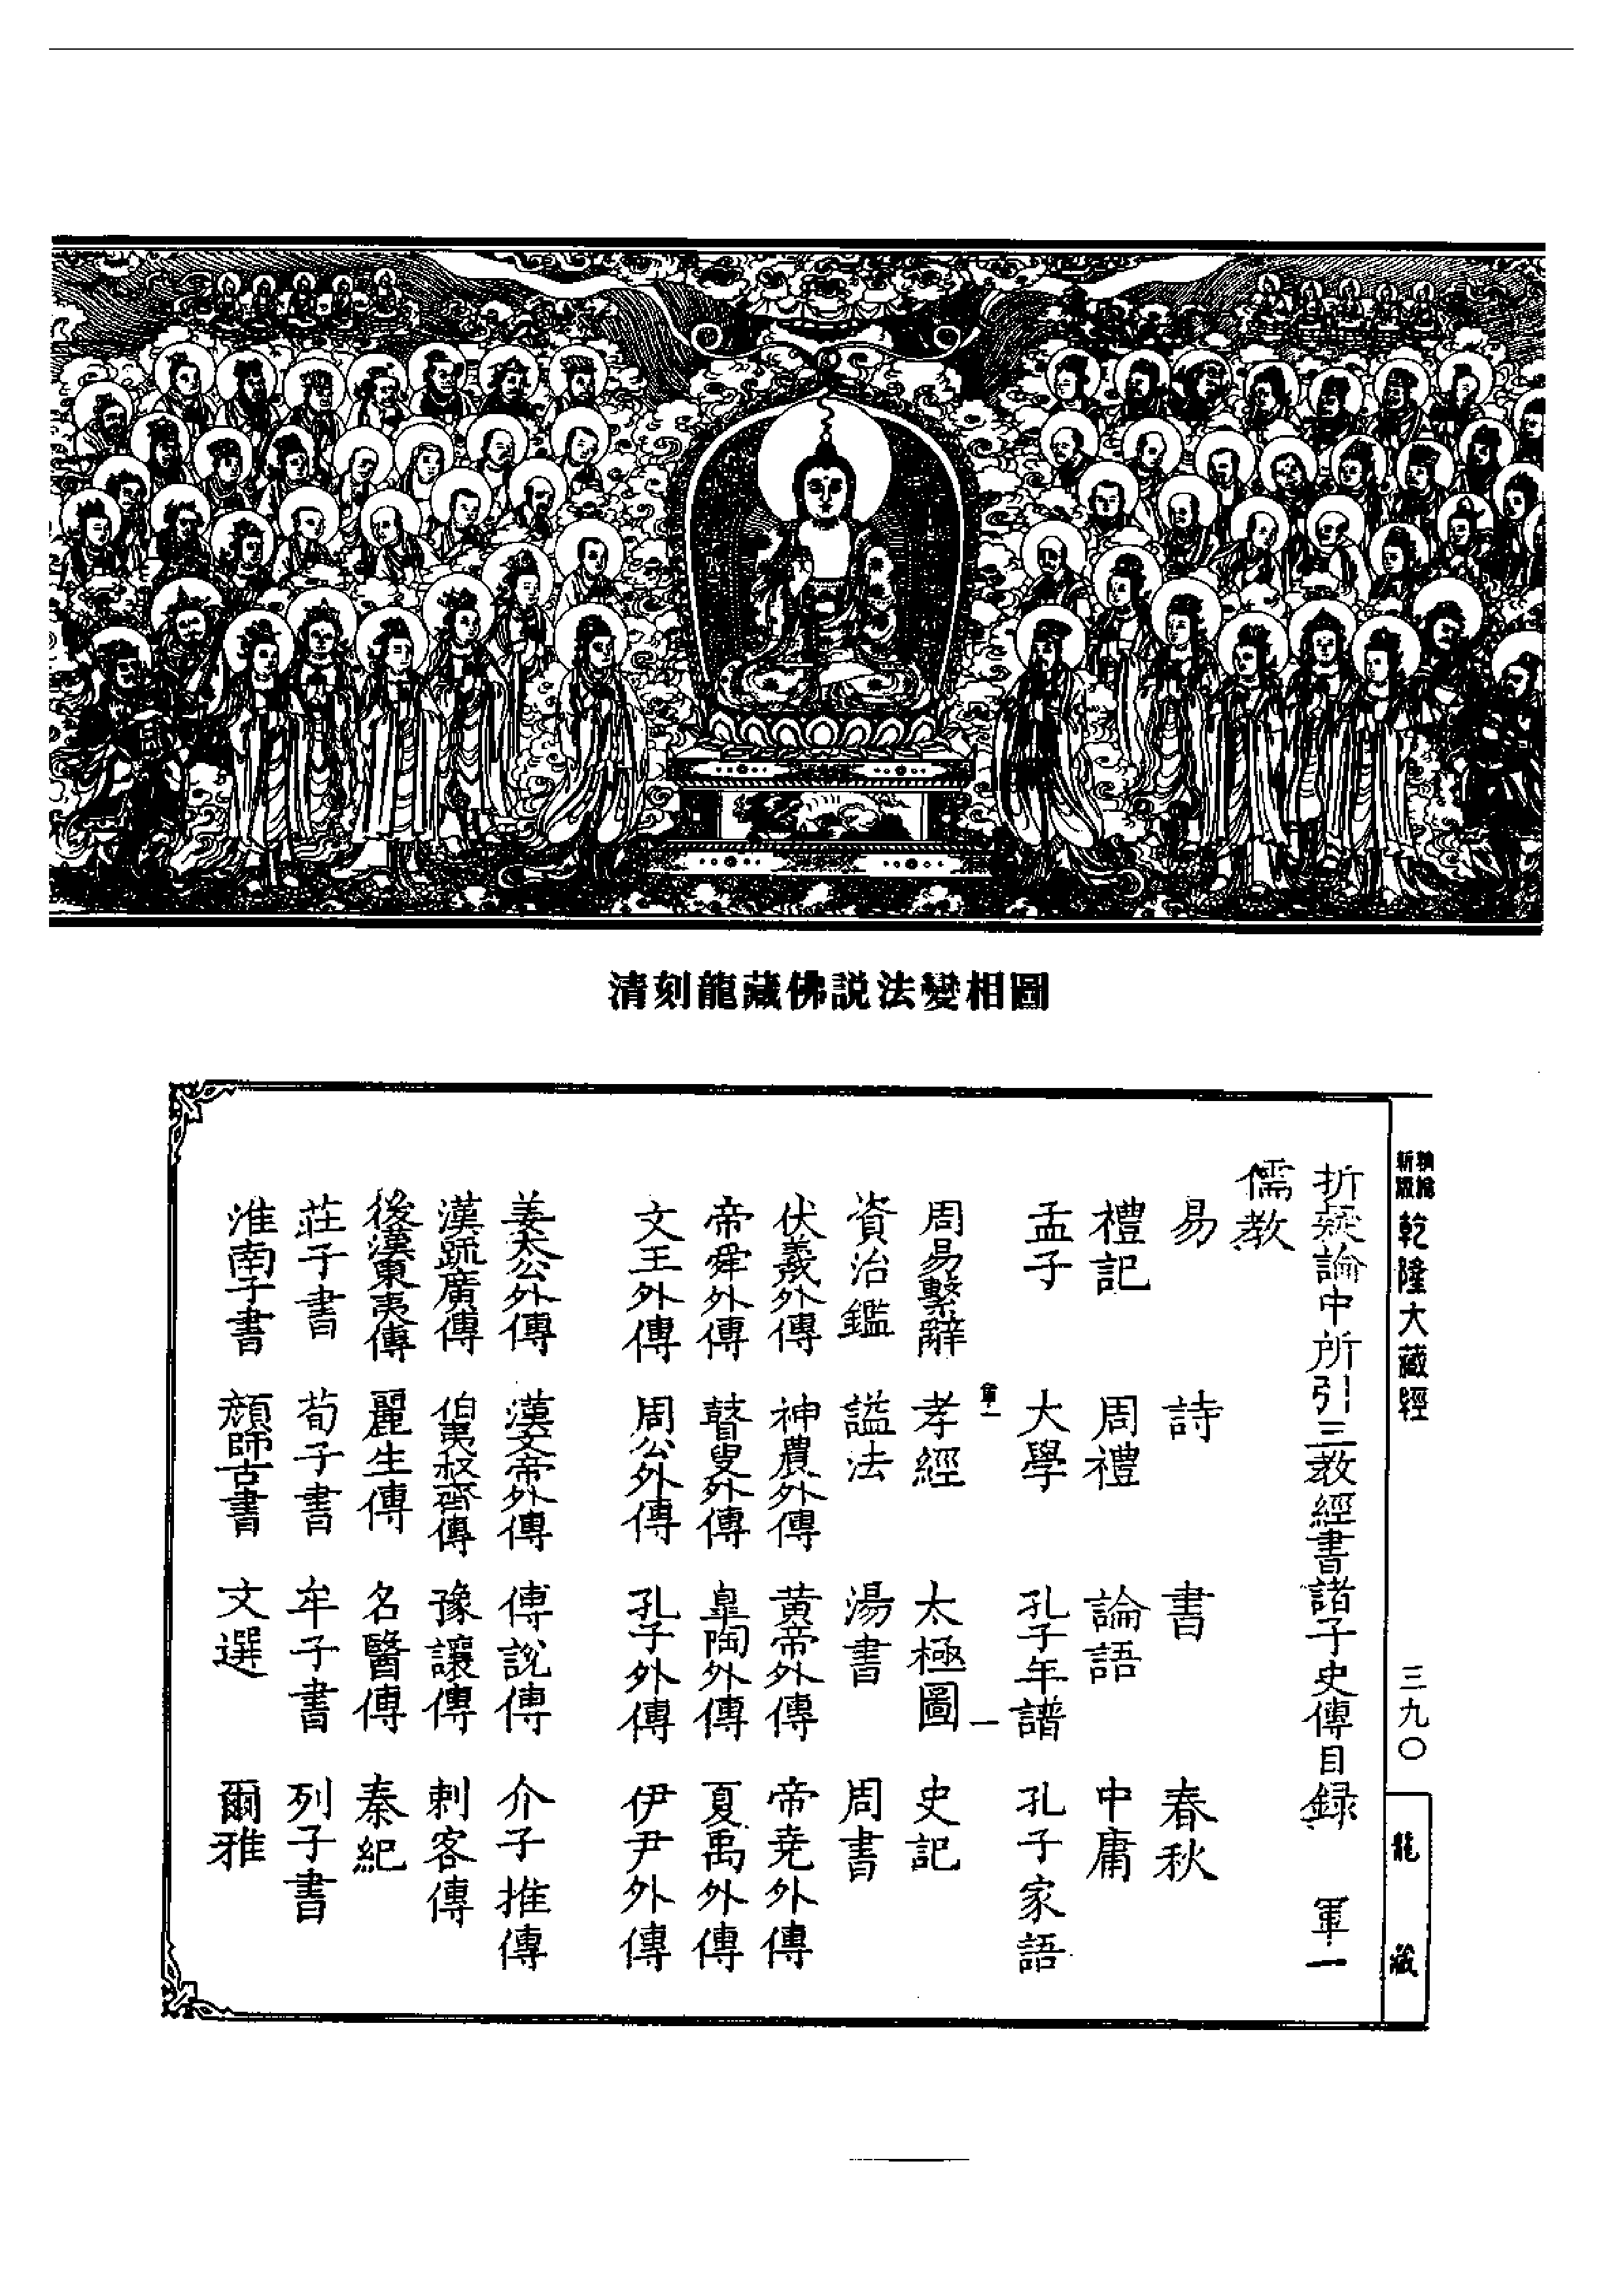 清刻龍藏佛説法變相圖
新編縮版
乾隆大藏經
三九〇
龍藏
折疑論中所引三教經書諸子史傳目録 軍一
儒教
易 詩 書 春秋
禮記 周禮 論語 中庸
孟子 大學 孔子年譜 孔子家語
章一 一
周易繫辭 孝經 太極圖 史記
資治鑑 謚法 湯書 周書
伏羲外傳 神農外傳 黄帝外傳 帝堯外傳
帝舜外傳 瞽叟外傳 臯陶外傳 夏禹外傳
文王外傳 周公外傳 孔子外傳 伊尹外傳
姜太公外傳 漢文帝外傳 傅説傳 介子推傳
漢疏廣傳 伯夷叔齊傳 豫讓傳 刺客傳
後漢東夷傳 麗生傳 名醫傳 秦紀
莊子書 荀子書 牟子書 列子書
淮南子書 顏師古書 文選 爾雅